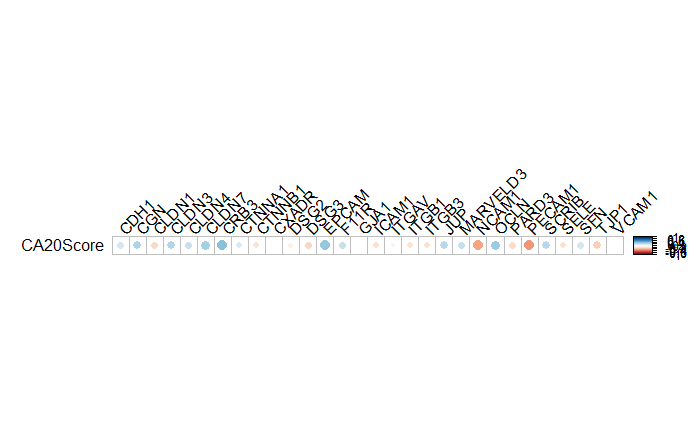 CDH1
CGN
CLDN1
CLDN3
CLDN4
CLDN7
CRB3
CTNNA1
CTNNB1
CXADR
DSG2
DSG3
EPCAM
F11R
GJA1
ICAM1
ITGAV
ITGB1
ITGB3
JUP
MARVELD3
NCAM1
OCLN
PARD3
PECAM1
SCRIB
SELE
SFN
TJP1
VCAM1
CA20Score